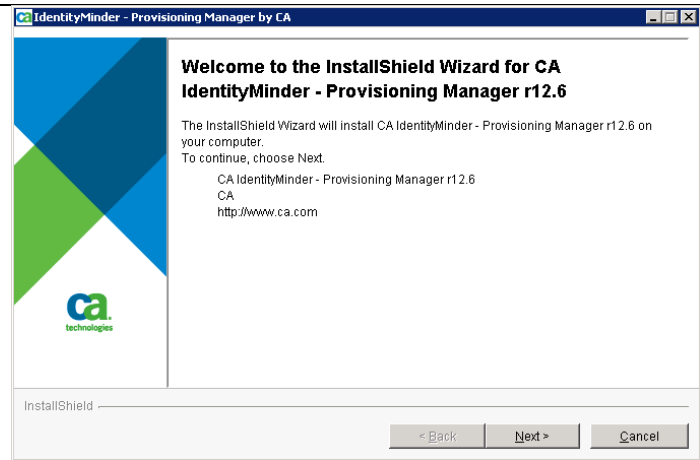 ca IdentityMinder - Provisioning Manager by CA
Welcome to the InstallShield Wizard for CA
IdentityMinder - Provisioning Manager r12.6
The InstallShield Wizard will install CA IdentityMinder - Provisioning Manager r12.6 on
your computer.
To continue, choose Next.
CA IdentityMinder - Provisioning Manager r12.6
CA
http://www.ca.com
ca.
technologies
InstallShield
< Back
Next >
Cancel